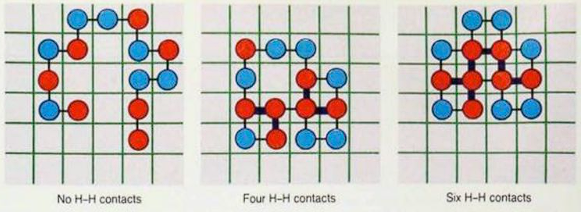 No H–H contacts
Four H–H contacts
Six H–H contacts